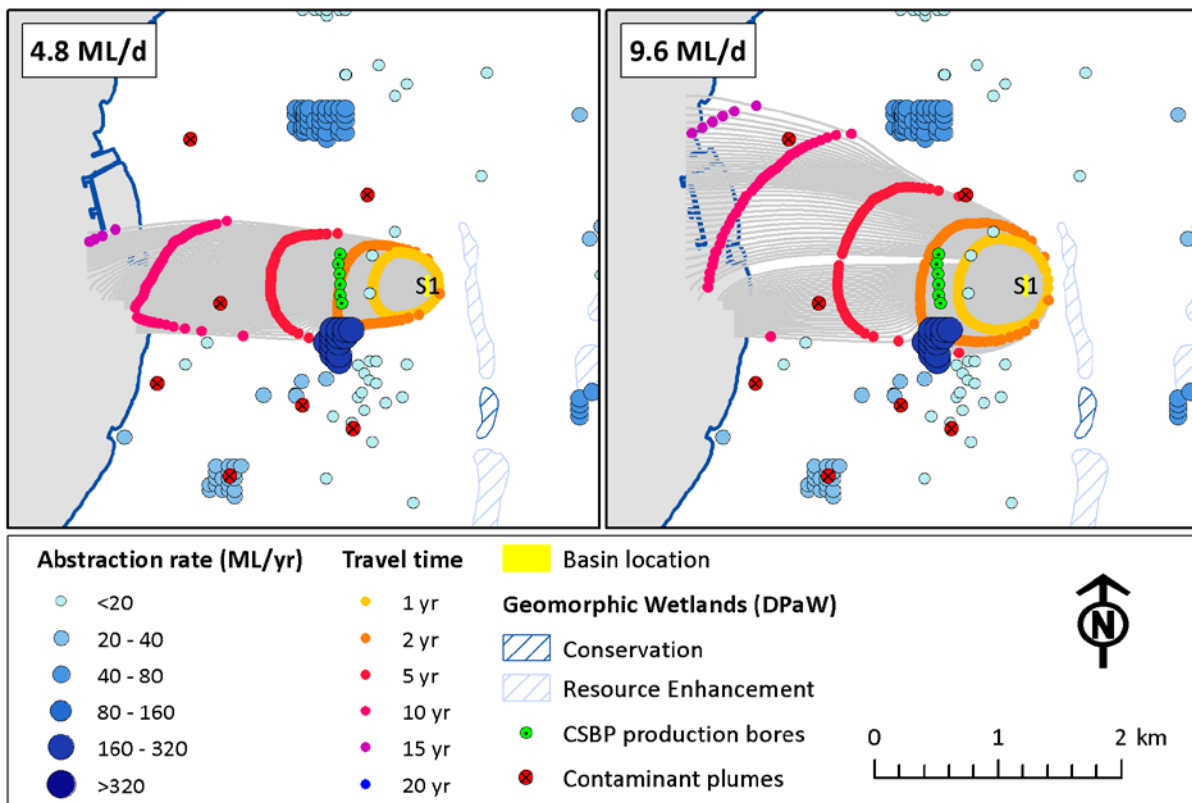 4.8 ML/d
9.6 ML/d
S1
S1
Abstraction rate (ML/yr)
<20
20 - 40
40 - 80
80 - 160
160 - 320
>320
Travel time
1 yr
2 yr
5 yr
10 yr
15 yr
20 yr
Basin location
Geomorphic Wetlands (DPaW)
Conservation
Resource Enhancement
CSBP production bores
Contaminant plumes
N
0 1 2 km